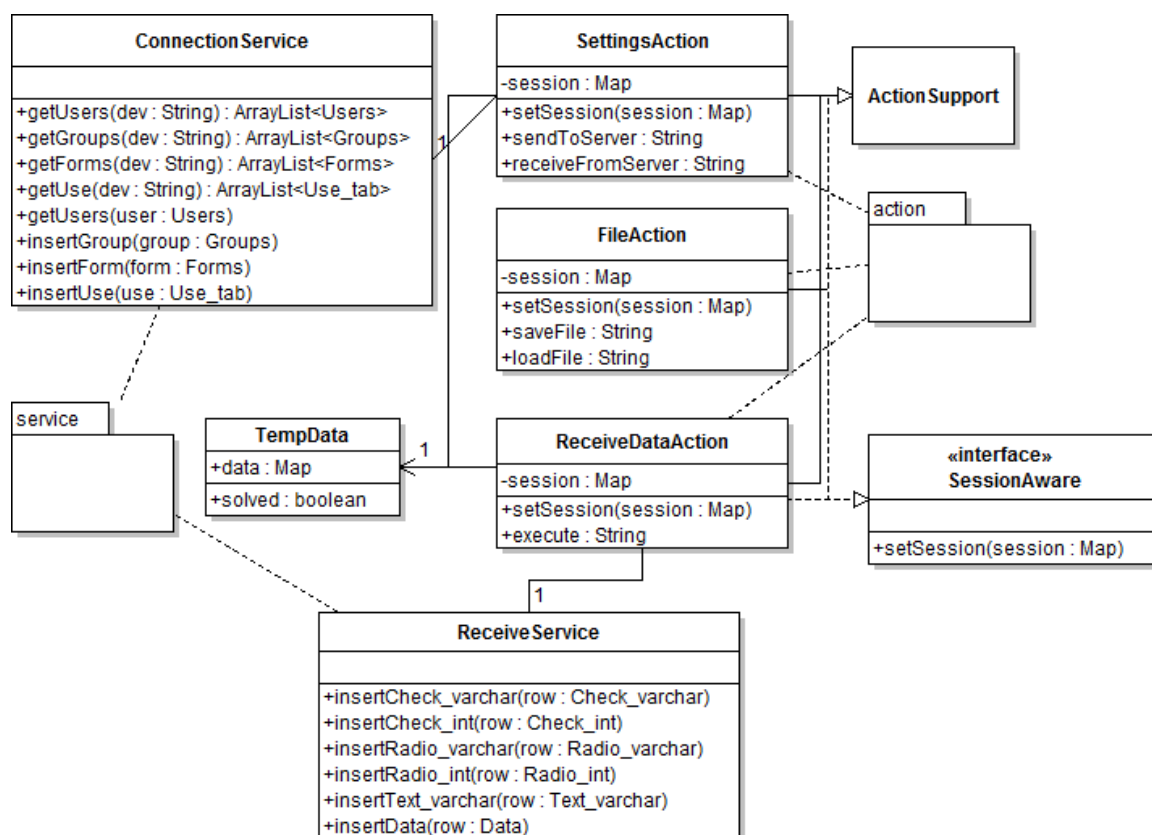 ConnectionService
+getUsers(dev : String) : ArrayList<Users>
+getGroups(dev : String) : ArrayList<Groups>
+getForms(dev : String) : ArrayList<Forms>
+getUse(dev : String) : ArrayList<Use_tab>
+getUsers(user : Users)
+insertGroup(group : Groups)
+insertForm(form : Forms)
+insertUse(use : Use_tab)
1
SettingsAction
-session : Map
+setSession(session : Map)
+sendToServer : String
+receiveFromServer : String
ActionSupport
action
FileAction
-session : Map
+setSession(session : Map)
+saveFile : String
+loadFile : String
service
TempData
+data : Map
+solved : boolean
1
ReceiveDataAction
-session : Map
+setSession(session : Map)
+execute : String
«interface»
SessionAware
+setSession(session : Map)
1
ReceiveService
+insertCheck_varchar(row : Check_varchar)
+insertCheck_int(row : Check_int)
+insertRadio_varchar(row : Radio_varchar)
+insertRadio_int(row : Radio_int)
+insertText_varchar(row : Text_varchar)
+insertData(row : Data)